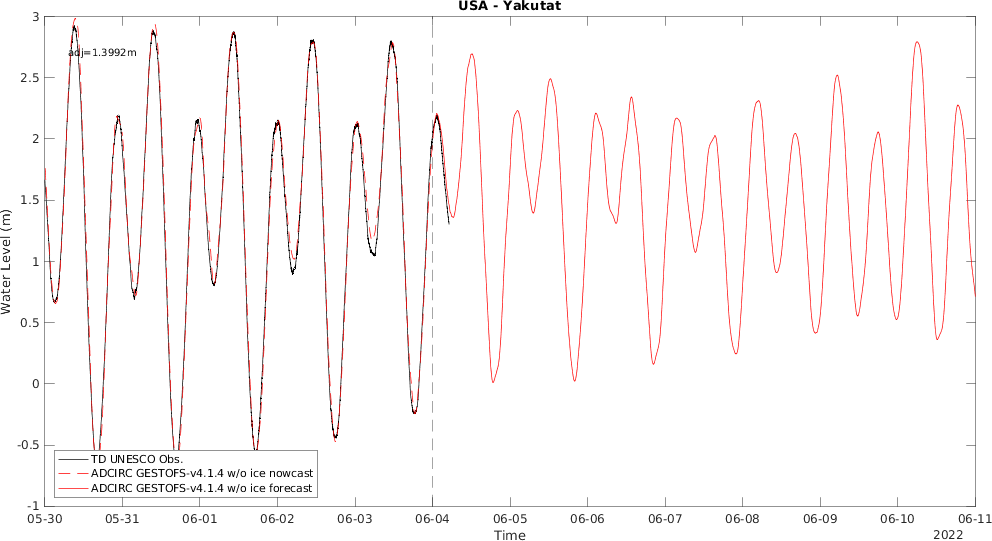 USA - Yakutat
adj=1.3992m
3
2.5
2
1.5
1
0.5
0
-0.5
-1
Water Level (m)
TD UNESCO Obs.
ADCIRC GESTOFS-v4.1.4 w/o ice nowcast
ADCIRC GESTOFS-v4.1.4 w/o ice forecast
05-30 05-31 06-01 06-02 06-03 06-04 06-05 06-06 06-07 06-08 06-09 06-10 06-11
Time
2022